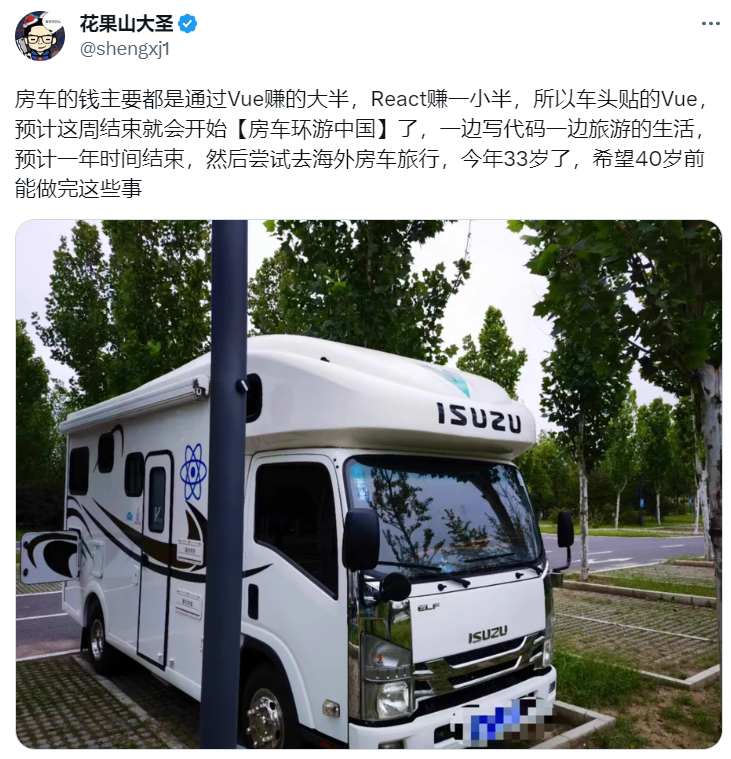 花果山大圣
@shengxj1
房车的钱主要都是通过Vue赚的大半，React赚一小半，所以车头贴的Vue，
预计这周结束就会开始【房车环游中国】了，一边写代码一边旅游的生活，
预计一年时间结束，然后尝试去海外房车旅行，今年33岁了，希望40岁前
能做完这些事
ISUZU
ELF
ISUZU